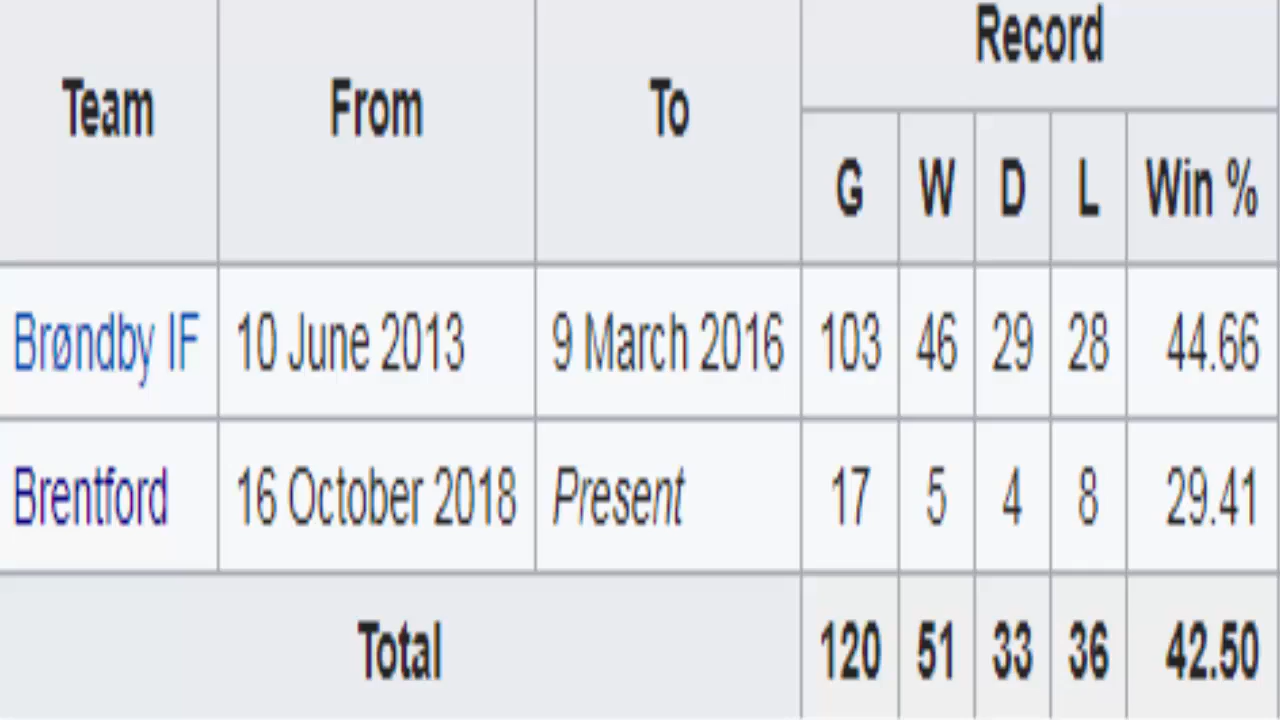 Team From To Record
G W D L Win %
Brøndby IF 10 June 2013 9 March 2016 103 46 29 28 44.66
Brentford 16 October 2018 Present 17 5 4 8 29.41
Total 120 51 33 36 42.50